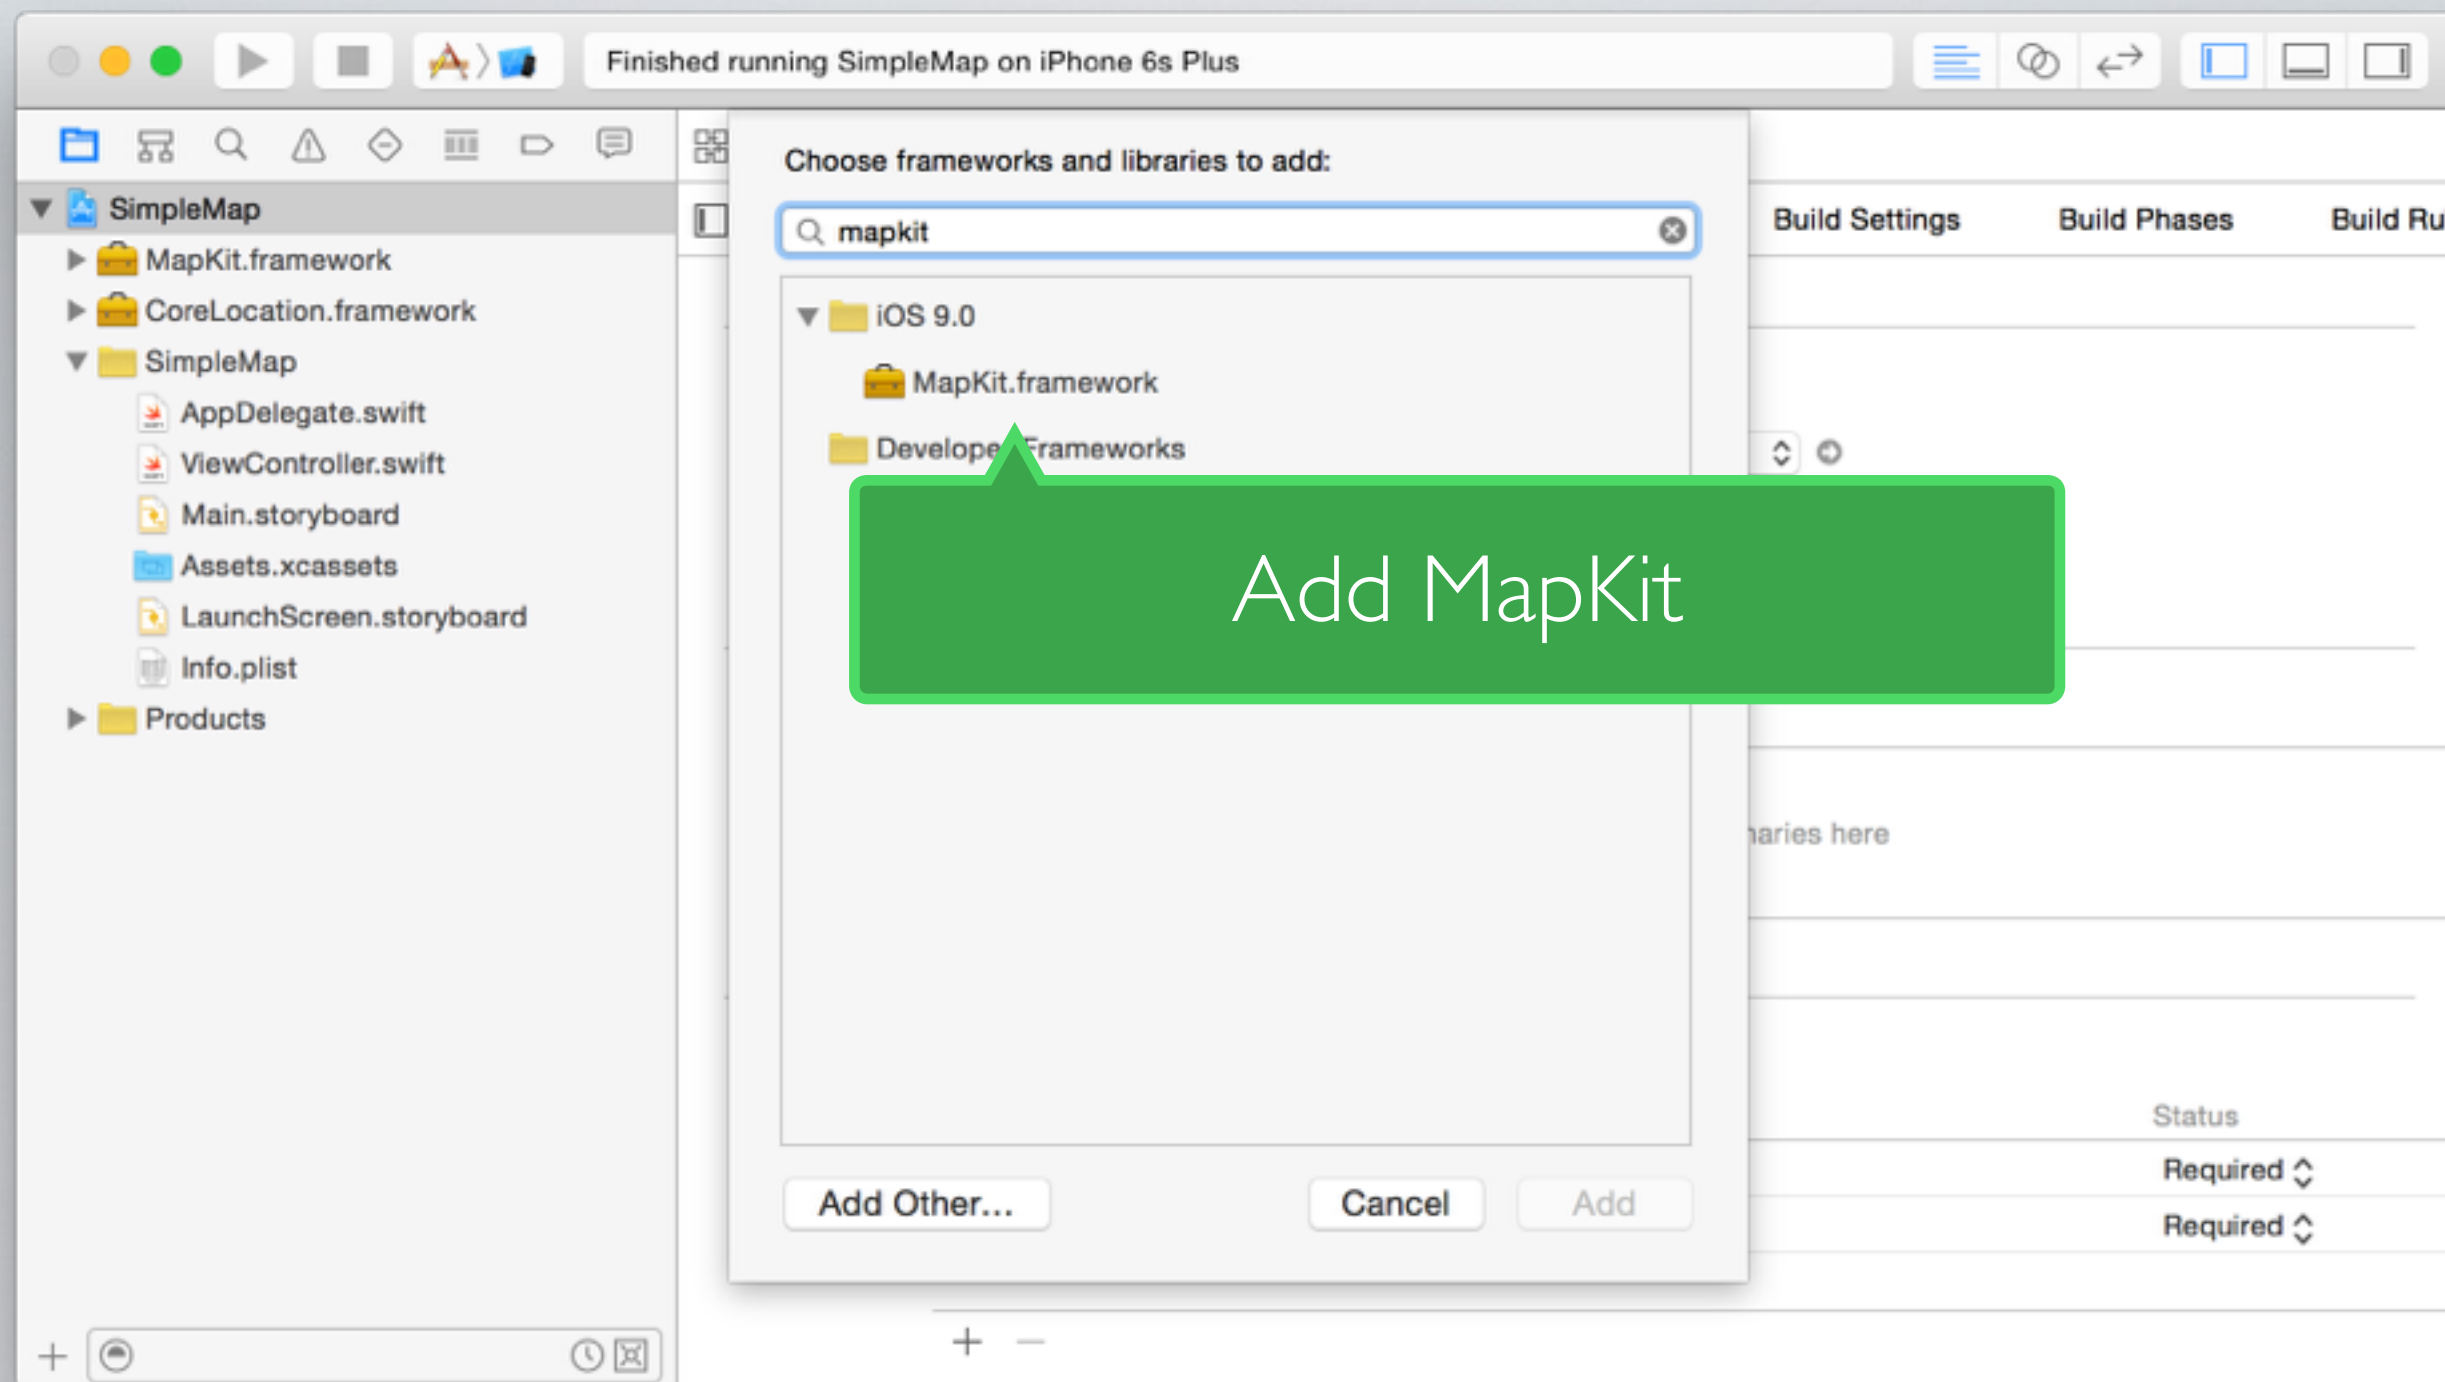 Finished running SimpleMap on iPhone 6s Plus
SimpleMap
MapKit.framework
CoreLocation.framework
SimpleMap
AppDelegate.swift
ViewController.swift
Main.storyboard
Assets.xcassets
LaunchScreen.storyboard
Info.plist
Products
Choose frameworks and libraries to add:
mapkit
iOS 9.0
MapKit.framework
Frameworks
Add MapKit
Add Other...
Cancel
Add
Build Settings
Build Phases
Build
here
Status
Required
Required